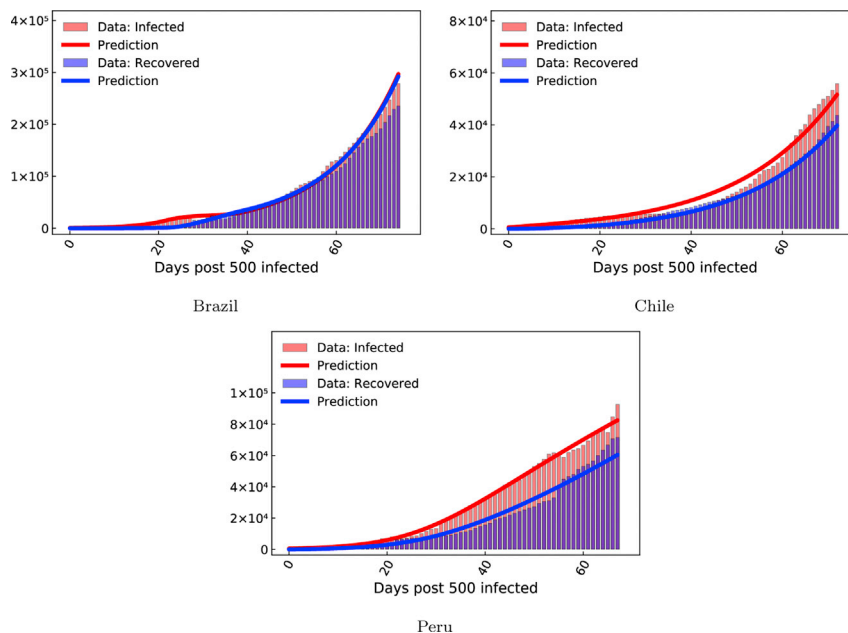 4×10⁵
3×10⁵
2×10⁵
1×10⁵
0
Data: Infected
Prediction
Data: Recovered
Prediction
0
20
40
60
Days post 500 infected
Brazil
8×10⁴
6×10⁴
4×10⁴
2×10⁴
0
Data: Infected
Prediction
Data: Recovered
Prediction
0
20
40
60
Days post 500 infected
Chile
Data: Infected
Prediction
Data: Recovered
Prediction
1×10⁵
8×10⁴
6×10⁴
4×10⁴
2×10⁴
0
0
20
40
60
Days post 500 infected
Peru